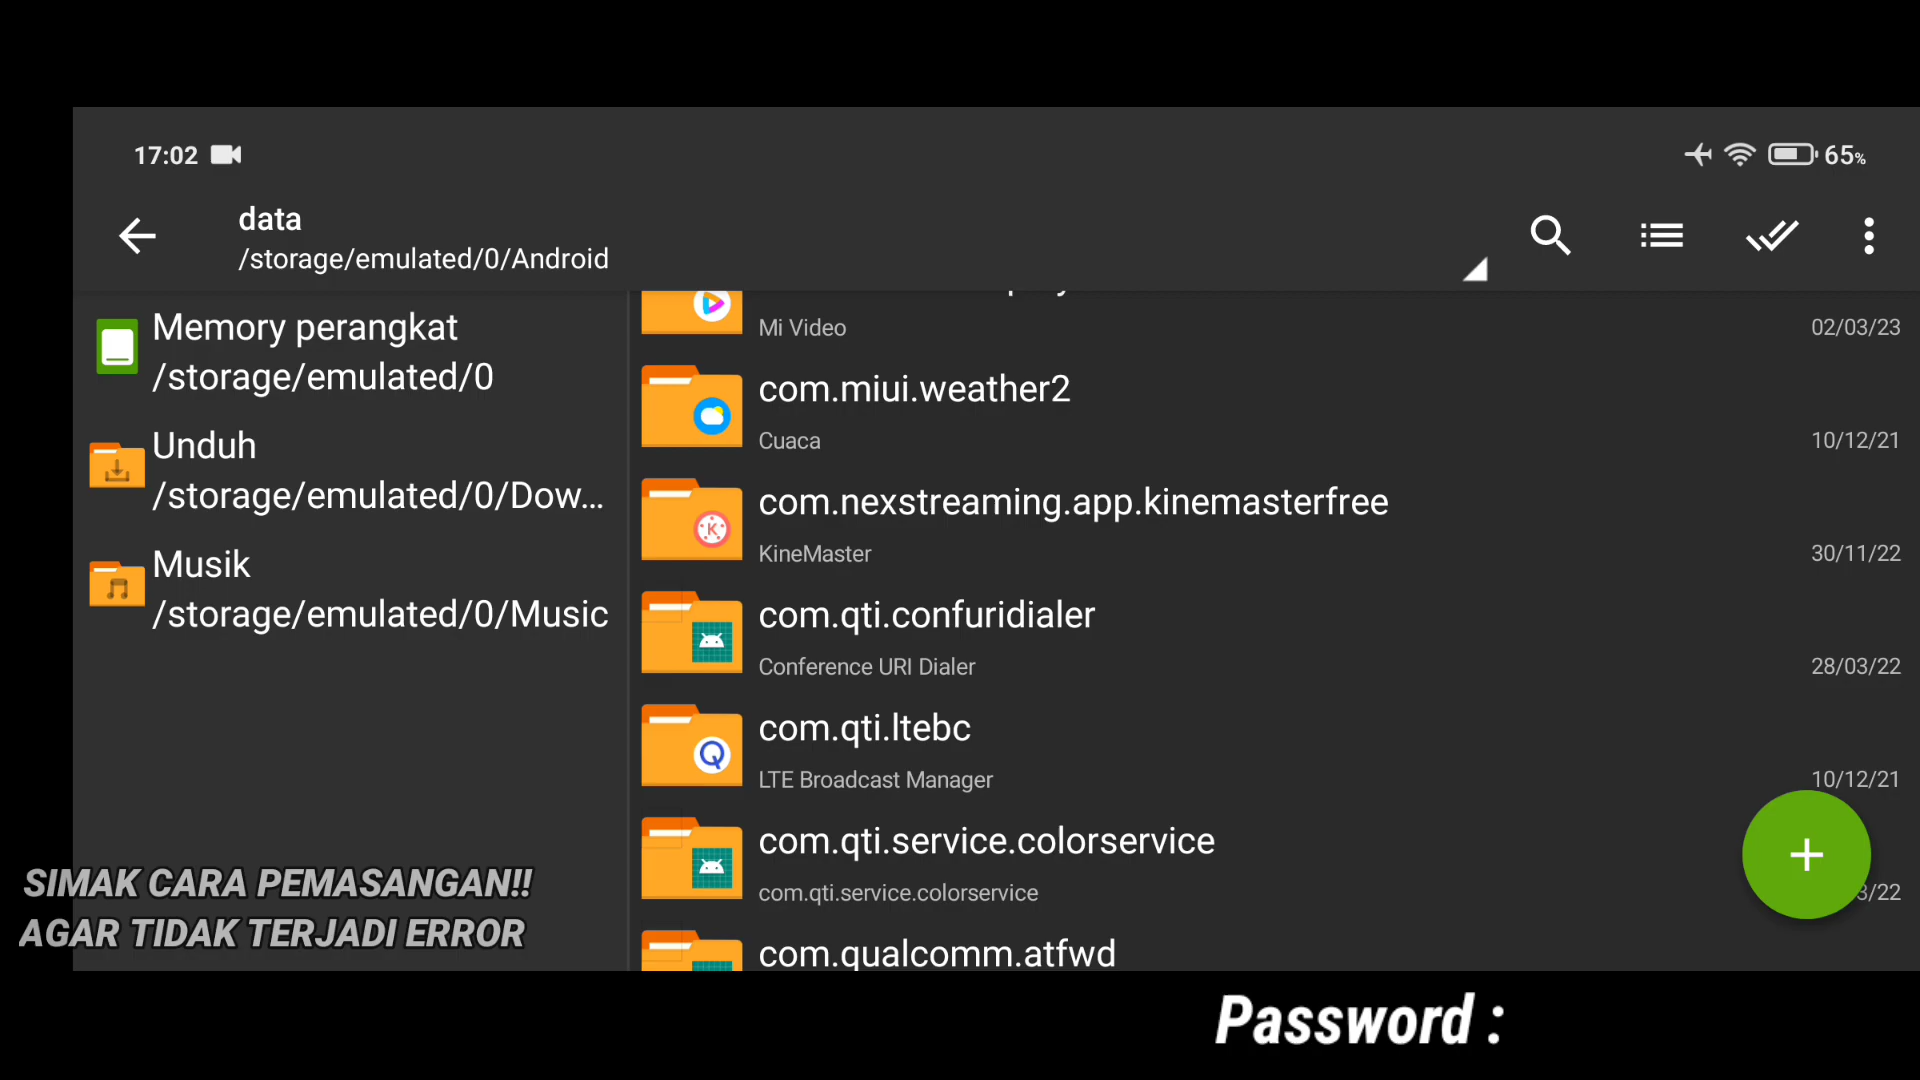 17:02
65%
data
/storage/emulated/0/Android
Memory perangkat
/storage/emulated/0
Unduh
/storage/emulated/0/Dow...
Musik
/storage/emulated/0/Music
Mi Video
02/03/23
com.miui.weather2
Cuaca
10/12/21
com.nexstreaming.app.kinemasterfree
KineMaster
30/11/22
com.qti.confuridialer
Conference URI Dialer
28/03/22
com.qti.ltebc
LTE Broadcast Manager
10/12/21
com.qti.service.colorservice
com.qti.service.colorservice
3/22
com.qualcomm.atfwd
SIMAK CARA PEMASANGAN!!
AGAR TIDAK TERJADI ERROR
Password :